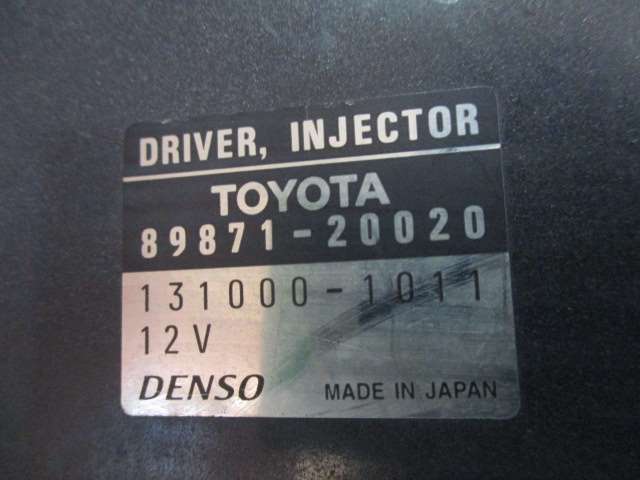 DRIVER, INJECTOR
TOYOTA
89871-20020
131000-1011
12V
DENSO MADE IN JAPAN